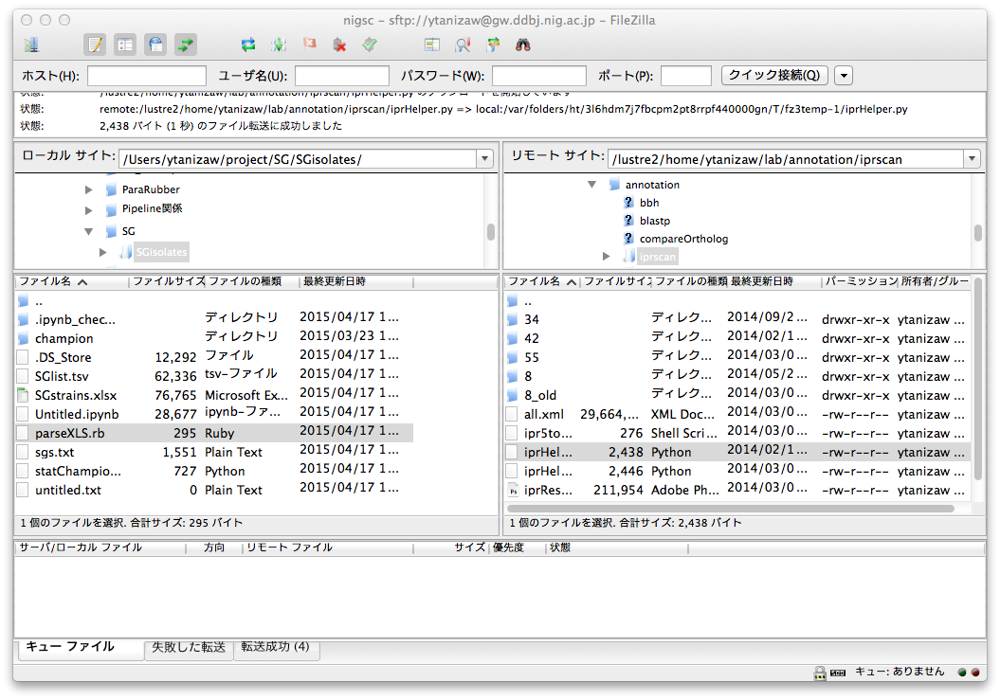 nigsc – sftp://ytanizaw@gw.ddbj.nig.ac.jp – FileZilla
ホスト(H): ユーザ名(U): パスワード(W): ポート(P): クイック接続(Q)
状態: /lustre2/home/ytanizaw/lab/annotation/iprscan/iprHelper.py のダウンロードを開始しています
状態: remote:/lustre2/home/ytanizaw/lab/annotation/iprscan/iprHelper.py => local:/var/folders/ht/3l6hdm7j7fbcpm2pt8rrpf440000gn/T/fz3temp-1/iprHelper.py
状態: 2,438 バイト (1 秒) のファイル転送に成功しました
ローカル サイト: /Users/ytanizaw/project/SG/SGisolates/
ParaRubber
Pipeline関係
SG
SGisolates
ファイル名 ファイルサイズ ファイルの種類 最終更新日時
..
.ipynb_chec... ディレクトリ 2015/04/17 1...
champion ディレクトリ 2015/03/23 1...
.DS_Store 12,292 ファイル 2015/04/17 1...
SGlist.tsv 62,336 tsv-ファイル 2015/04/17 1...
SGstrains.xlsx 76,765 Microsoft Ex... 2015/04/17 1...
Untitled.ipynb 28,677 ipynb-ファ... 2015/04/17 1...
parseXLS.rb 295 Ruby 2015/04/17 1...
sgs.txt 1,551 Plain Text 2015/04/17 1...
statChampio... 727 Python 2015/04/17 1...
untitled.txt 0 Plain Text 2015/04/17 1...
1 個のファイルを選択. 合計サイズ: 295 バイト
リモート サイト: /lustre2/home/ytanizaw/lab/annotation/iprscan
annotation
? bbh
? blastp
? compareOrtholog
iprscan
ファイル名 ファイルサイズ ファイルの種類 最終更新日時 パーミッション 所有者/グルー
..
34 ディレク... 2014/09/2... drwxr-xr-x ytanizaw ...
42 ディレク... 2014/02/1... drwxr-xr-x ytanizaw ...
55 ディレク... 2014/03/0... drwxr-xr-x ytanizaw ...
8 ディレク... 2014/05/2... drwxr-xr-x ytanizaw ...
8_old ディレク... 2014/03/0... drwxr-xr-x ytanizaw ...
all.xml 29,664,... XML Doc... 2014/03/0... -rw-r--r-- ytanizaw ...
iprSto... 276 Shell Scri... 2014/03/0... -rw-r--r-- ytanizaw ...
iprHel... 2,438 Python 2014/02/1... -rw-r--r-- ytanizaw ...
iprHel... 2,446 Python 2014/03/0... -rw-r--r-- ytanizaw ...
iprRes... 211,954 Adobe Ph... 2014/03/0... -rw-r--r-- ytanizaw ...
1 個のファイルを選択. 合計サイズ: 2,438 バイト
サーバ/ローカル ファイル 方向 リモート ファイル サイズ 優先度 状態
キュー ファイル 失敗した転送 転送成功 (4)
キュー: ありません